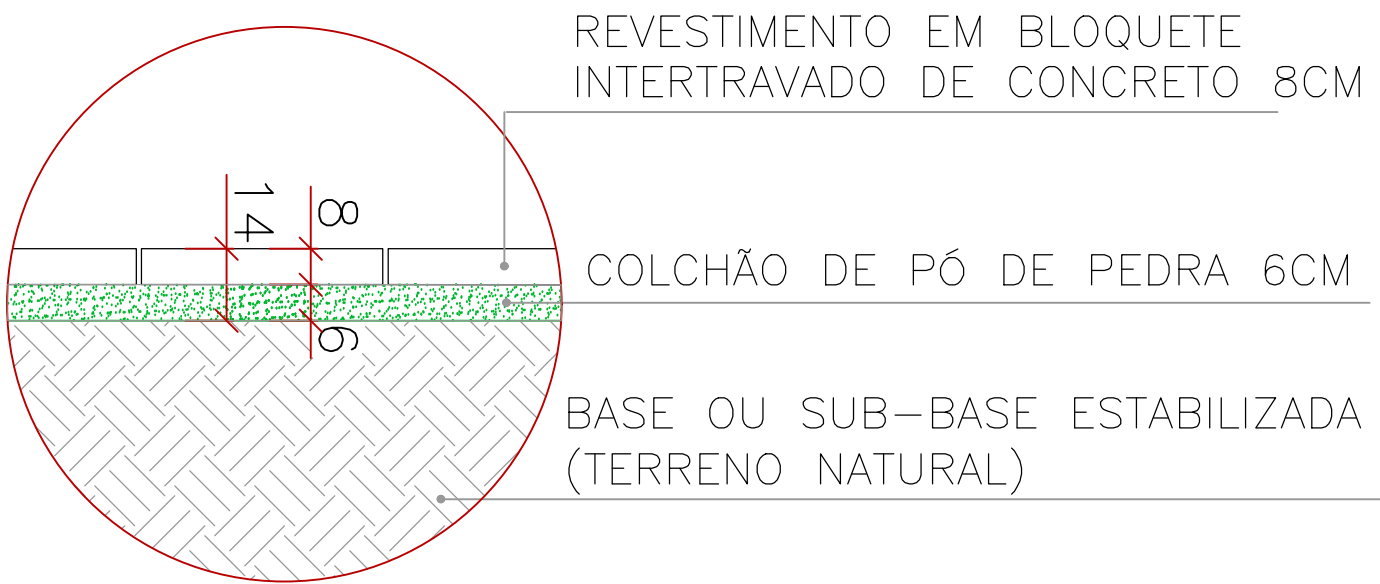 REVESTIMENTO EM BLOQUETE
INTERTRAVADO DE CONCRETO 8CM
14
8
COLCHÃO DE PÓ DE PEDRA 6CM
6
BASE OU SUB-BASE ESTABILIZADA
(TERRENO NATURAL)